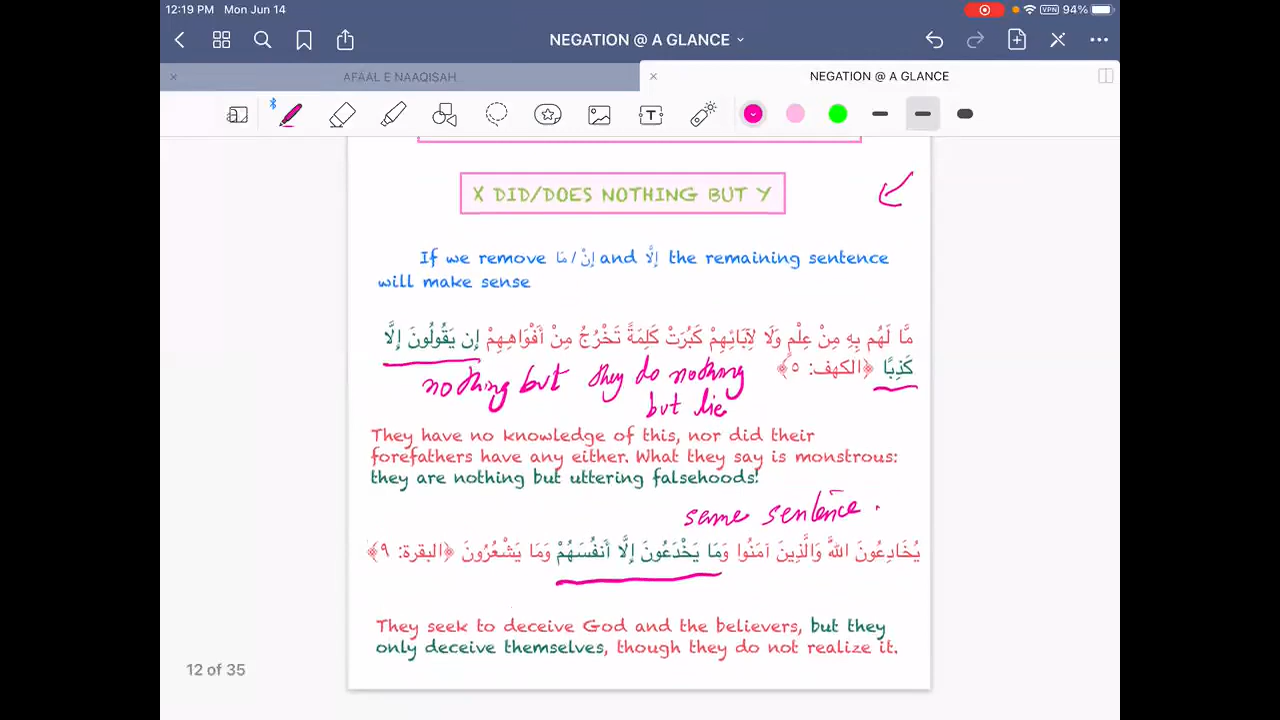 12:19 PM Mon Jun 14
VPN 94%
NEGATION @ A GLANCE
AFÄÄL E NAAQISAH
NEGATION @ A GLANCE
X DID/DOES NOTHING BUT Y
If we remove إِنْ / مَا and إِلَّا the remaining sentence
will make sense
مَّا لَهُم بِهِ مِنْ عِلْمٍ وَلَا لِآبَائِهِمْ كَبُرَتْ كَلِمَةً تَخْرُجُ مِنْ أَفْوَاهِهِمْ إِن يَقُولُونَ إِلَّا
كَذِبًا ﴿الكهف: ٥﴾
nothing but they do nothing
but lie
They have no knowledge of this, nor did their
forefathers have any either. What they say is monstrous:
they are nothing but uttering falsehoods!
same sentence.
يُخَادِعُونَ اللَّهَ وَالَّذِينَ آمَنُوا وَمَا يَخْدَعُونَ إِلَّا أَنفُسَهُمْ وَمَا يَشْعُرُونَ ﴿البقرة: ٩﴾
They seek to deceive God and the believers, but they
only deceive themselves, though they do not realize it.
12 of 35